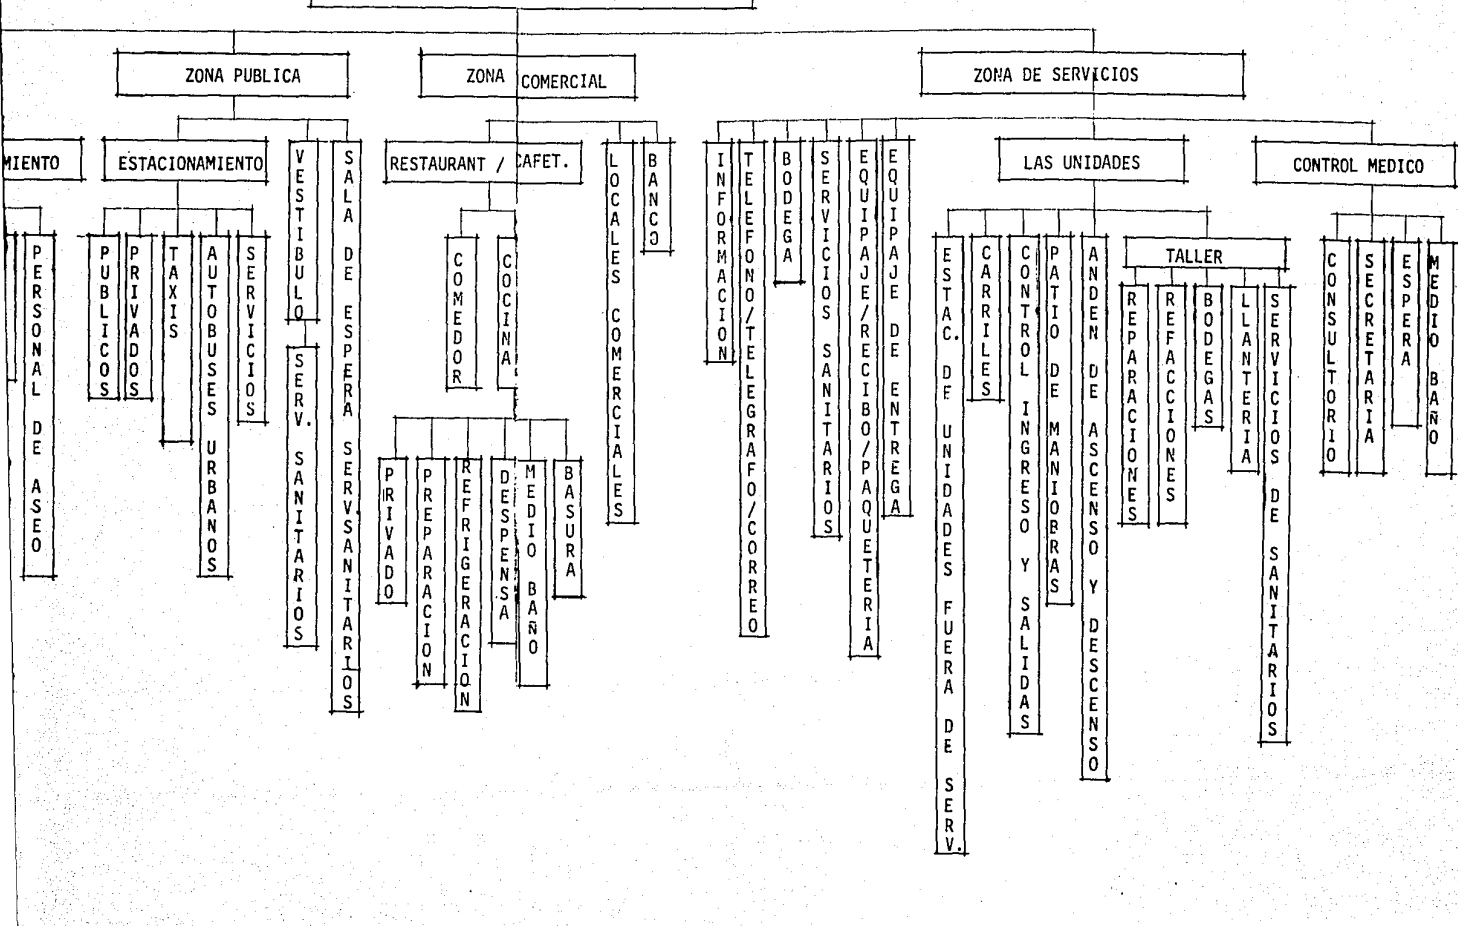 ZONA PUBLICA
ZONA COMERCIAL
ZONA DE SERVICIOS
MIENTO
ESTACIONAMIENTO
VESTIBULO
SALA DE ESPERA SERVSANITARIOS
RESTAURANT / CAFET.
LOCALES COMERCIALES
BANCO
INFORMACION
TELEFONO/TELEGRAFO/CORREO
BODEGA
SERVICIOS SANITARIOS
EQUIPAJE/RECIBO/PAQUETERIA
EQUIPAJE DE ENTREGA
LAS UNIDADES
CONTROL MEDICO
PERSONAL DE ASEO
PUBLICOS
PRIVADOS
TAXIS
AUTOBUSES URBANOS
SERVICIOS
SERV. SANITARIOS
COMEDOR
COCINA
PRIVADO
PREPARACION
REFRIGERACION
DESPENSA
MEDIO BAÑO
BASURA
ESTAC. DE UNIDADES FUERA DE SERV.
CARRILES
CONTROL INGRESO Y SALIDAS
PATIO DE MANIOBRAS
ANDEN DE ASCENSO Y DESCENSO
TALLER
REPARACIONES
REFACCIONES
BODEGAS
LLANTERIA
SERVICIOS DE SANITARIOS
CONSULTORIO
SECRETARIA
ESPERA
MEDIO BAÑO